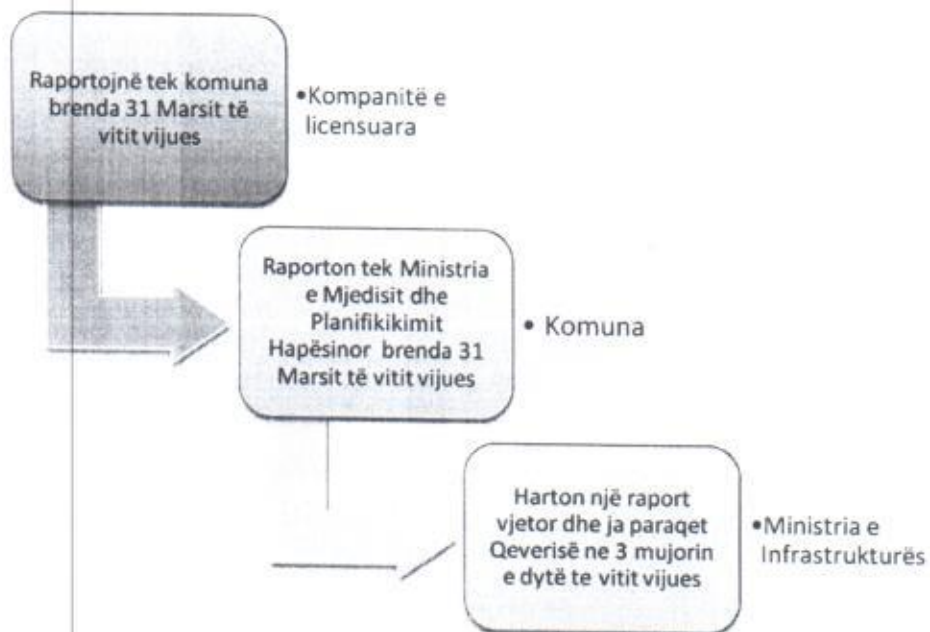 Raportojnë tek komuna
brenda 31 Marsit të
vitit vijues
•Kompanitë e
licensuara
Raporton tek Ministria
e Mjedisit dhe
Planifikikimit
Hapësinor brenda 31
Marsit të vitit vijues
• Komuna
Harton një raport
vjetor dhe ja paraqet
Qeverisë ne 3 mujorin
e dytë te vitit vijues
•Ministria e
Infrastrukturës